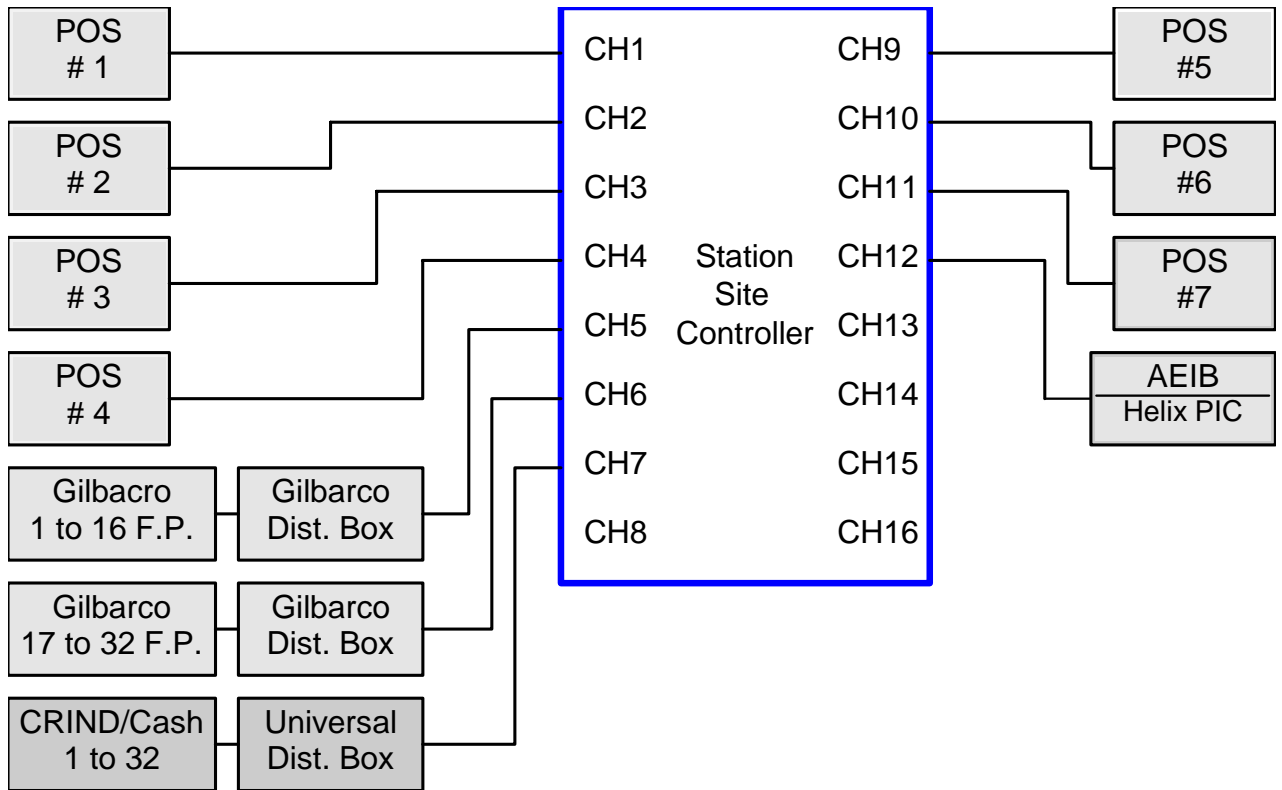 POS
# 1
POS
# 2
POS
# 3
POS
# 4
Gilbacro
1 to 16 F.P.
Gilbarco
Dist. Box
Gilbarco
17 to 32 F.P.
Gilbarco
Dist. Box
CRIND/Cash
1 to 32
Universal
Dist. Box
CH1
CH2
CH3
CH4
CH5
CH6
CH7
CH8
Station
Site
Controller
CH9
CH10
CH11
CH12
CH13
CH14
CH15
CH16
POS
#5
POS
#6
POS
#7
AEIB
Helix PIC